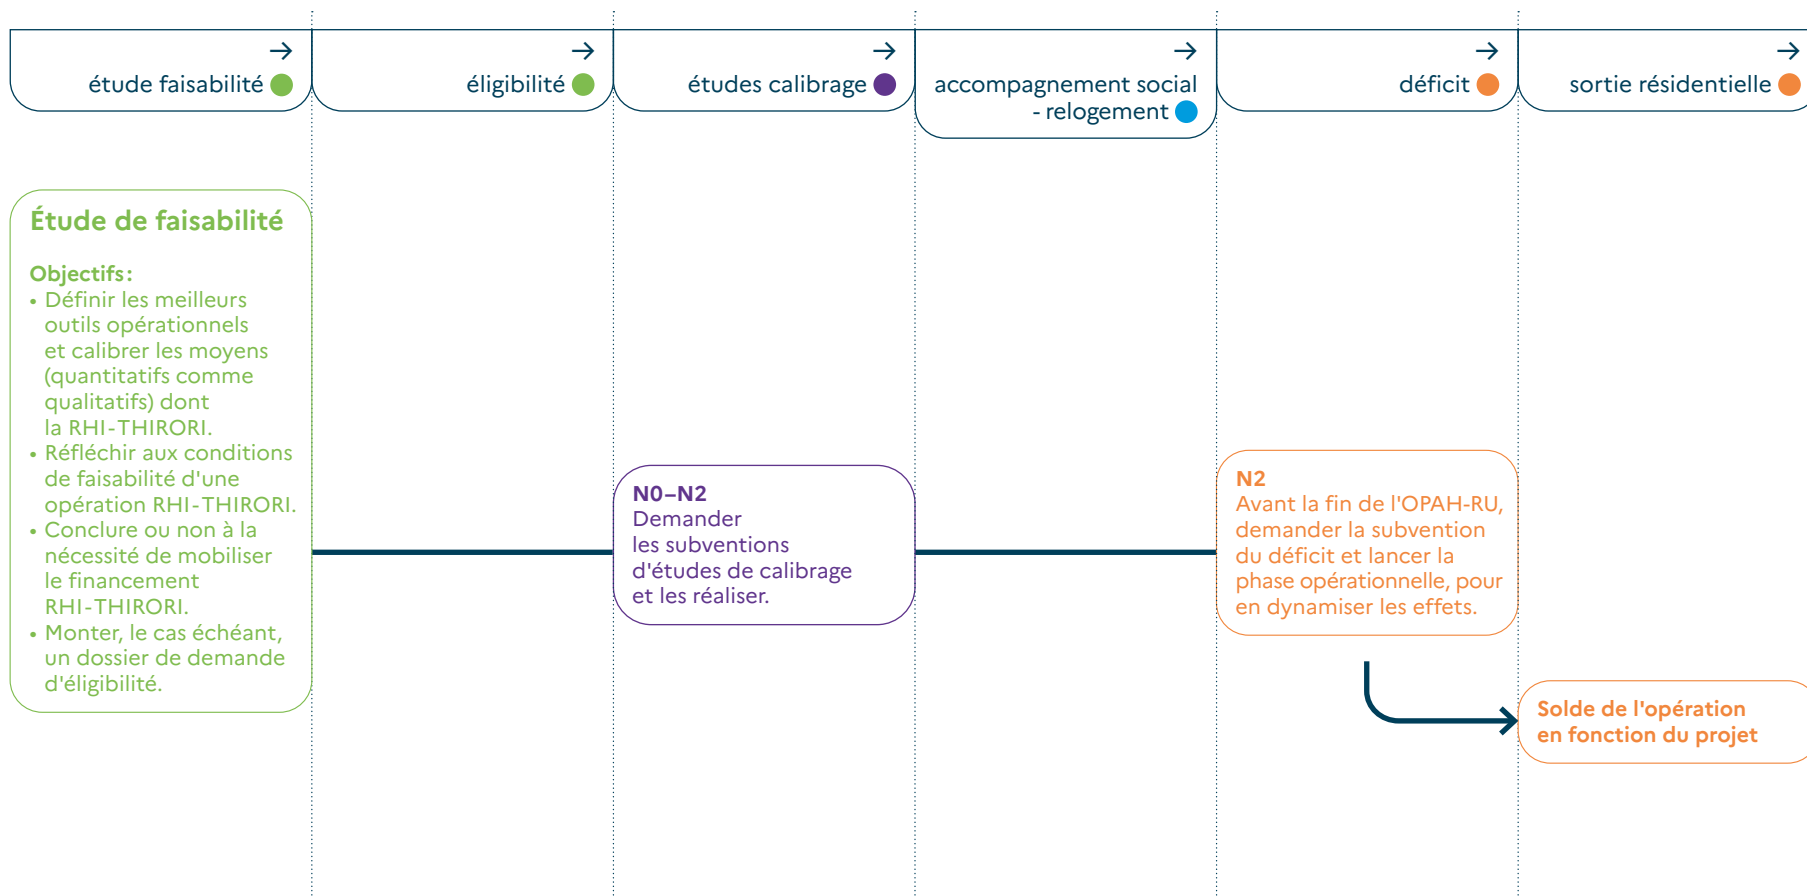 →
étude faisabilité
→
éligibilité
→
études calibrage
→
accompagnement social
- relogement
→
déficit
→
sortie résidentielle
Étude de faisabilité
Objectifs :
• Définir les meilleurs
outils opérationnels
et calibrer les moyens
(quantitatifs comme
qualitatifs) dont
la RHI-THIRORI.
• Réfléchir aux conditions
de faisabilité d'une
opération RHI-THIRORI.
• Conclure ou non à la
nécessité de mobiliser
le financement
RHI-THIRORI.
• Monter, le cas échéant,
un dossier de demande
d'éligibilité.
N0–N2
Demander
les subventions
d'études de calibrage
et les réaliser.
N2
Avant la fin de l'OPAH-RU,
demander la subvention
du déficit et lancer la
phase opérationnelle, pour
en dynamiser les effets.
Solde de l'opération
en fonction du projet